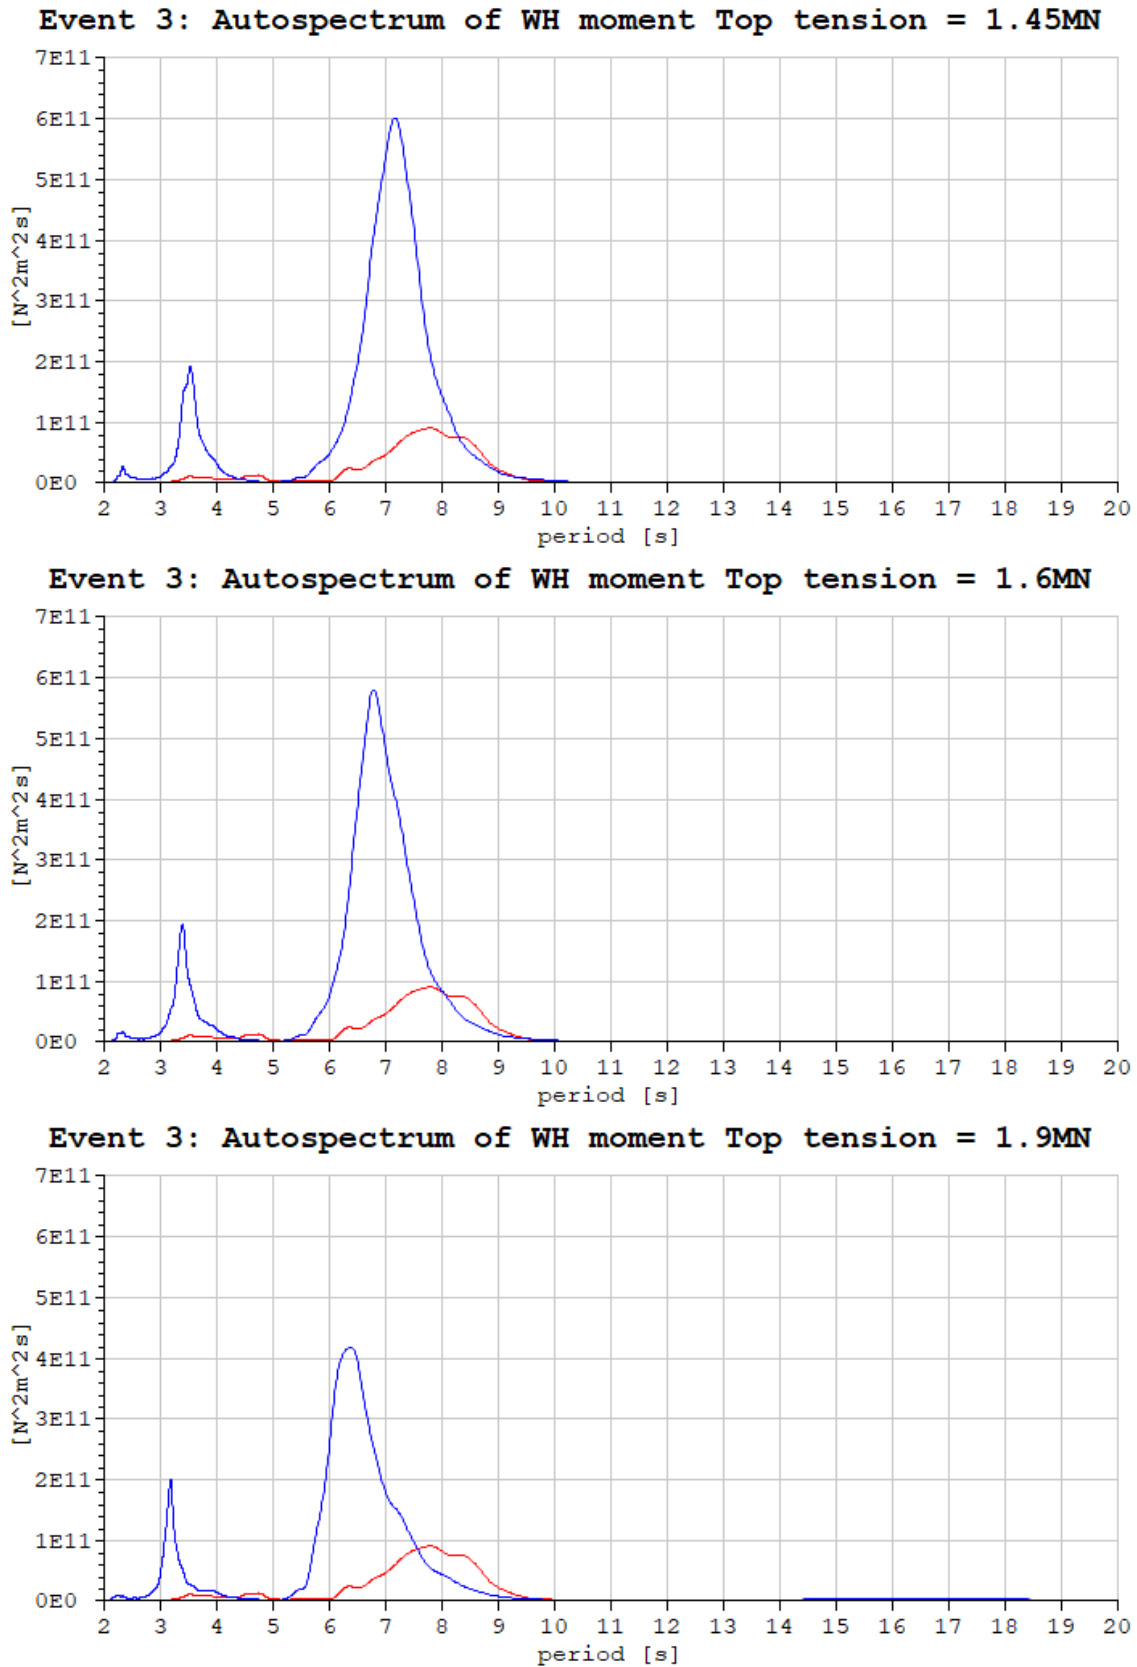 Event 3: Autospectrum of WH moment Top tension = 1.45MN
7E11
6E11
5E11
4E11
3E11
2E11
1E11
0E0
[N^2m^2s]
2 3 4 5 6 7 8 9 10 11 12 13 14 15 16 17 18 19 20
period [s]
Event 3: Autospectrum of WH moment Top tension = 1.6MN
7E11
6E11
5E11
4E11
3E11
2E11
1E11
0E0
[N^2m^2s]
2 3 4 5 6 7 8 9 10 11 12 13 14 15 16 17 18 19 20
period [s]
Event 3: Autospectrum of WH moment Top tension = 1.9MN
7E11
6E11
5E11
4E11
3E11
2E11
1E11
0E0
[N^2m^2s]
2 3 4 5 6 7 8 9 10 11 12 13 14 15 16 17 18 19 20
period [s]